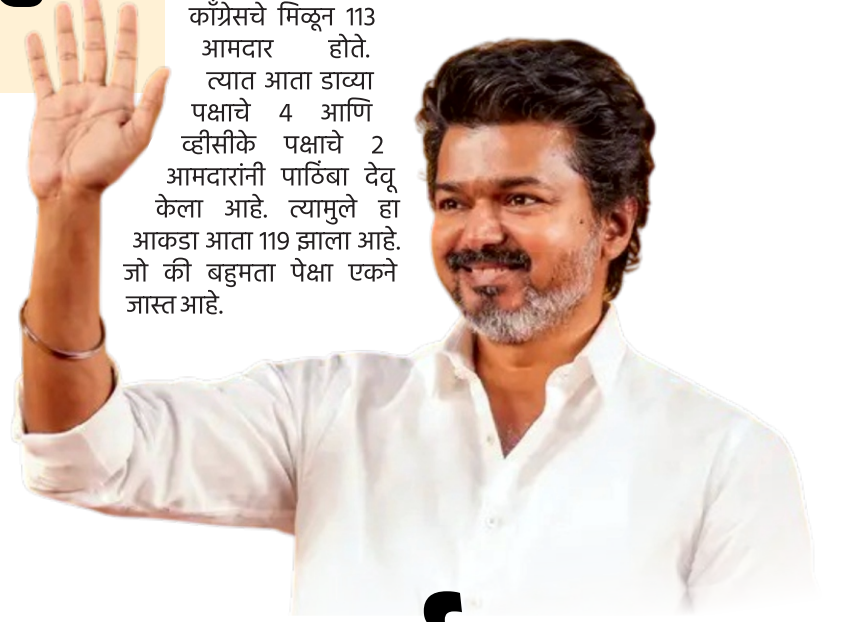 काँग्रेसचे मिळून 113
आमदार होते.
त्यात आता डाव्या
पक्षाचे 4 आणि
व्हीसीके पक्षाचे 2
आमदारांनी पाठिंबा देवू
केला आहे. त्यामुले हा
आकडा आता 119 झाला आहे.
जो की बहुमता पेक्षा एकने
जास्त आहे.